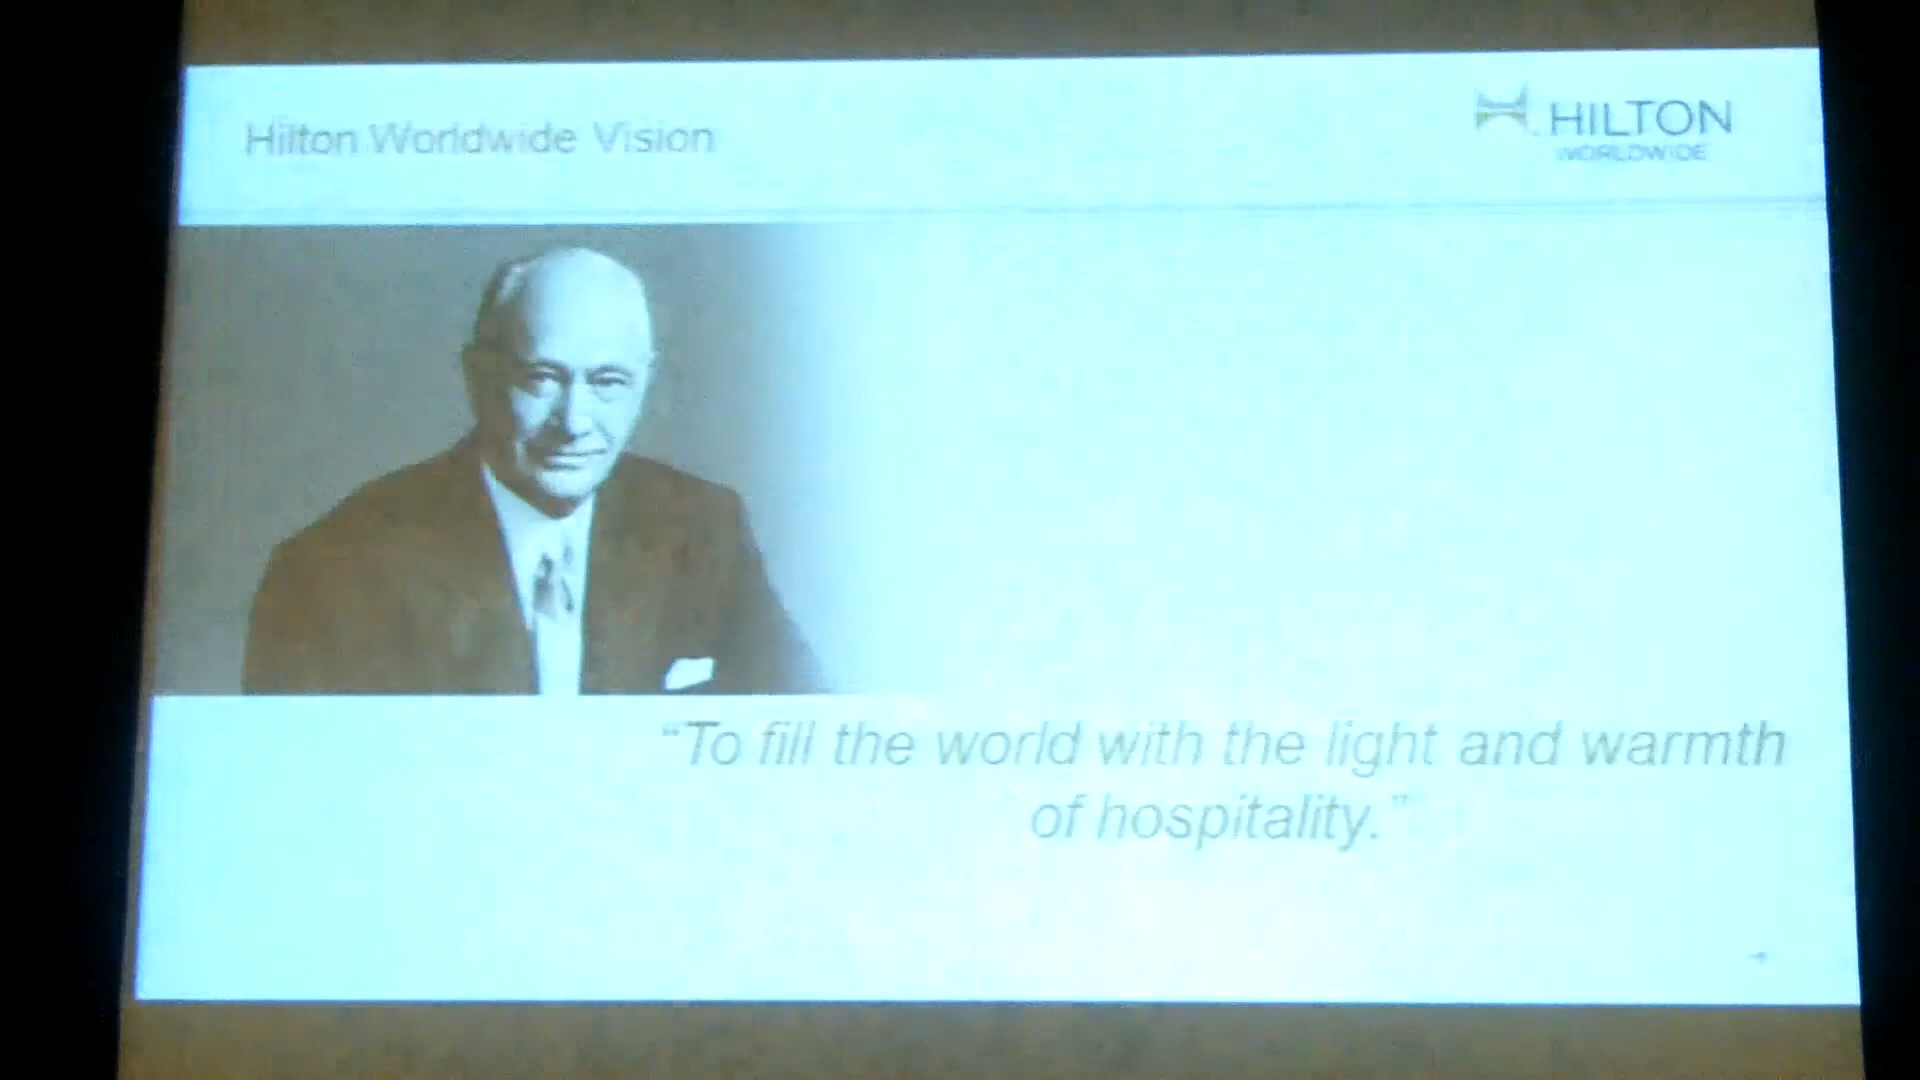 Hilton Worldwide Vision
HILTON
WORLDWIDE
“To fill the world with the light and warmth
of hospitality.”